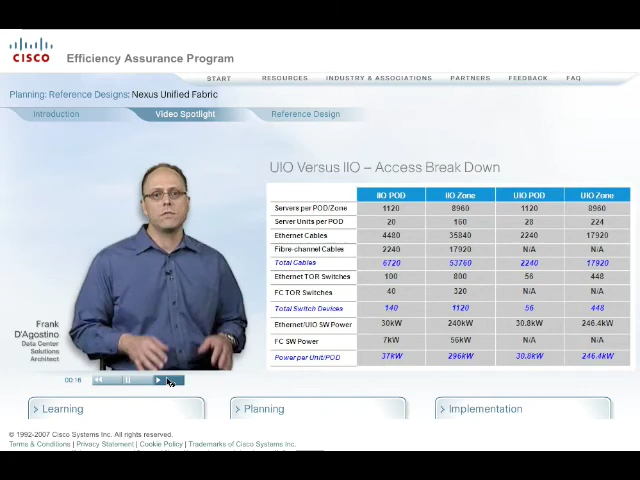 CISCO
Efficiency Assurance Program
START RESOURCES INDUSTRY & ASSOCIATIONS PARTNERS FEEDBACK FAQ
Planning: Reference Designs: Nexus Unified Fabric
Introduction Video Spotlight Reference Design
UIO Versus IIO – Access Break Down
IIO POD IIO Zone UIO POD UIO Zone
Servers per POD/Zone 1120 8960 1120 8960
Server Units per POD 20 160 28 224
Ethernet Cables 4480 35840 2240 17920
Fibre-channel Cables 2240 17920 N/A N/A
Total Cables 6720 53760 2240 17920
Ethernet TOR Switches 100 800 56 448
FC TOR Switches 40 320 N/A N/A
Total Switch Devices 140 1120 56 448
Ethernet/UIO SW Power 30kW 240kW 30.8kW 246.4kW
FC SW Power 7kW 56kW N/A N/A
Power per Unit/POD 37kW 296kW 30.8kW 246.4kW
Frank
D'Agostino
Data Center
Solutions
Architect
00:16
> Learning > Planning > Implementation
© 1992-2007 Cisco Systems Inc. All rights reserved.
Terms & Conditions | Privacy Statement | Cookie Policy | Trademarks of Cisco Systems Inc.